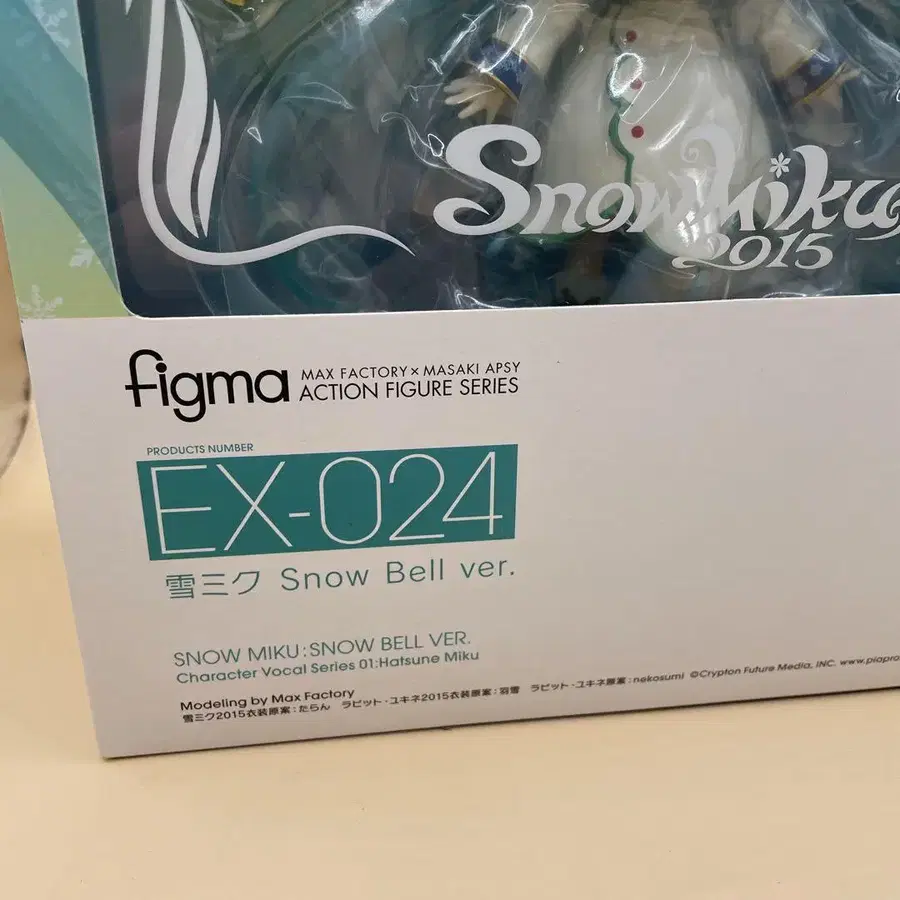 SnowMiku
2015
figma MAX FACTORY × MASAKI APSY
ACTION FIGURE SERIES
PRODUCTS NUMBER
EX-024
雪ミク Snow Bell ver.
SNOW MIKU:SNOW BELL VER.
Character Vocal Series 01:Hatsune Miku
Modeling by Max Factory
雪ミク2015衣装原案:たらん ラビット・ユキネ2015衣装原案:羽雪 ラビット・ユキネ原案:nekosumi ©Crypton Future Media, INC. www.piapro